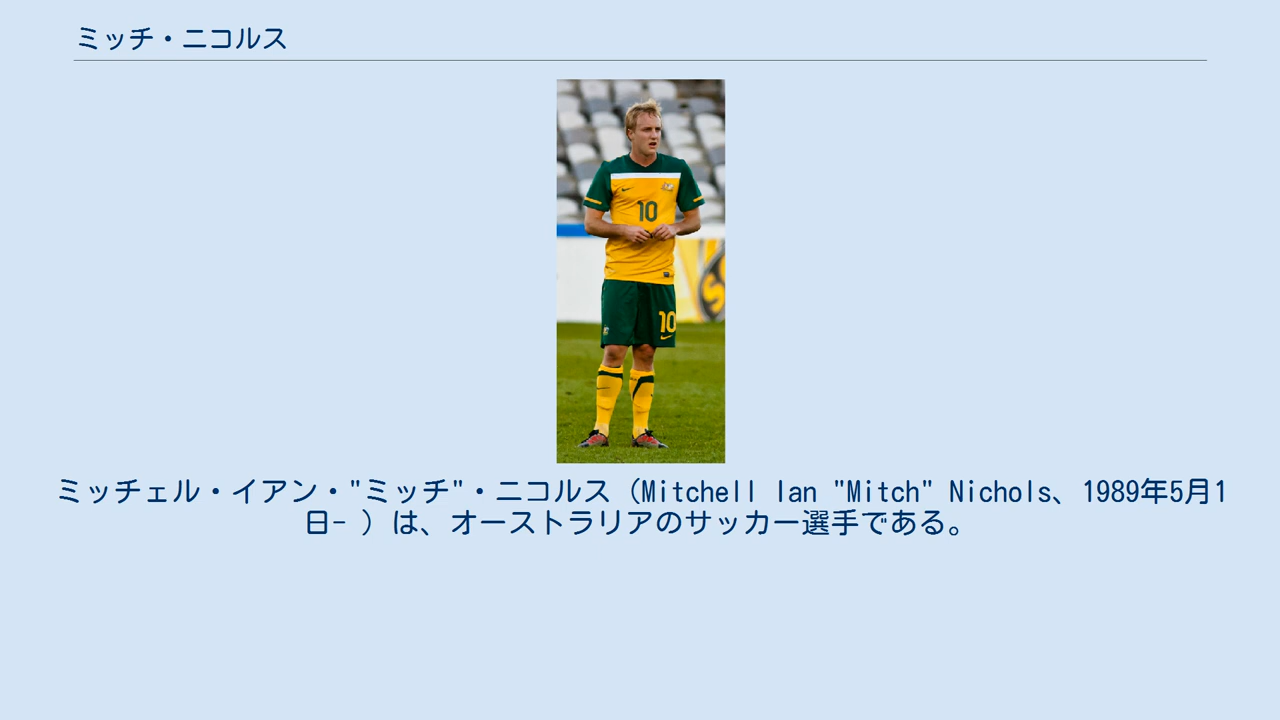 ミッチ・ニコルス
10
10
ミッチェル・イアン・"ミッチ"・ニコルス（Mitchell Ian "Mitch" Nichols、1989年5月1
日- ）は、オーストラリアのサッカー選手である。